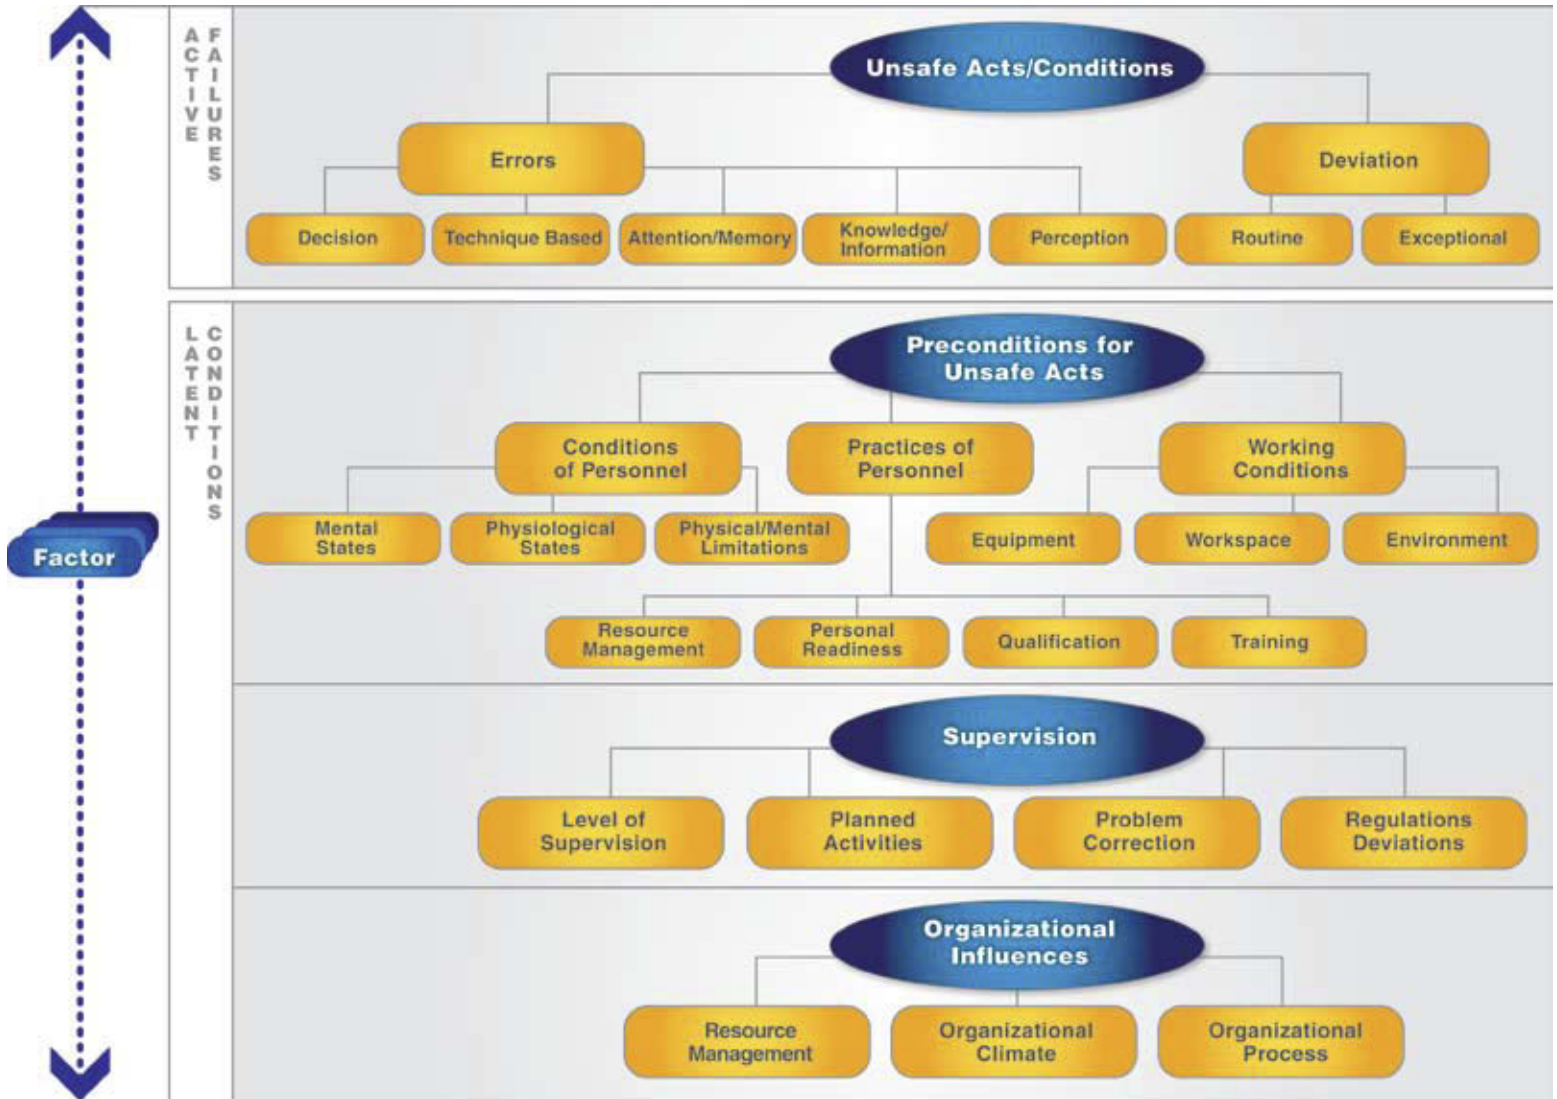 ACTIVE
FAILURES
Unsafe Acts/Conditions
Errors
Deviation
Decision
Technique Based
Attention/Memory
Knowledge/
Information
Perception
Routine
Exceptional
LATENT
CONDITIONS
Preconditions for
Unsafe Acts
Conditions
of Personnel
Practices of
Personnel
Working
Conditions
Mental
States
Physiological
States
Physical/Mental
Limitations
Equipment
Workspace
Environment
Factor
Resource
Management
Personal
Readiness
Qualification
Training
Supervision
Level of
Supervision
Planned
Activities
Problem
Correction
Regulations
Deviations
Organizational
Influences
Resource
Management
Organizational
Climate
Organizational
Process